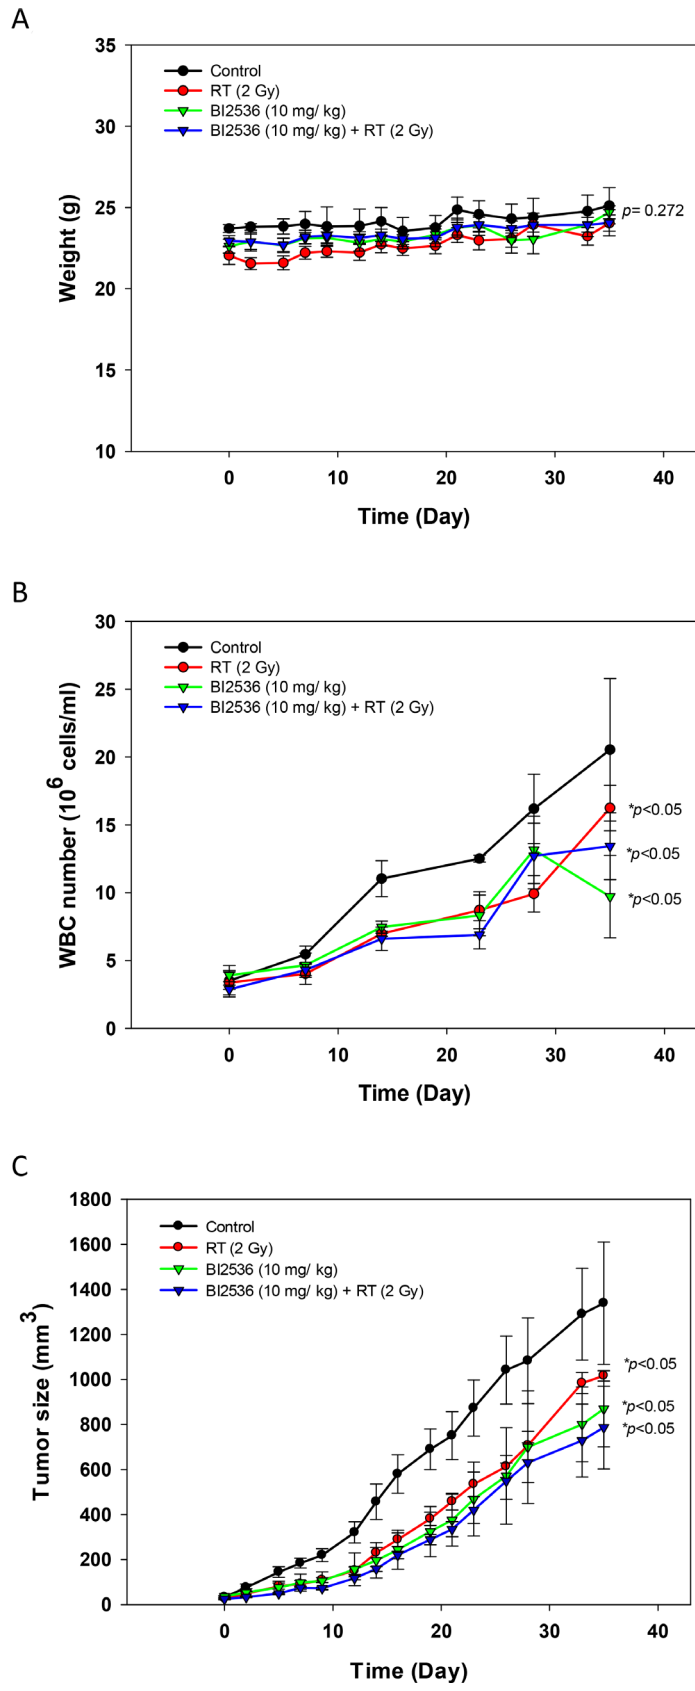 A
35
30
25
20
15
10
Weight (g)
Control
RT (2 Gy)
BI2536 (10 mg/ kg)
BI2536 (10 mg/ kg) + RT (2 Gy)
p= 0.272
0 10 20 30 40
Time (Day)
B
30
25
20
15
10
5
0
WBC number (10⁶ cells/ml)
Control
RT (2 Gy)
BI2536 (10 mg/ kg)
BI2536 (10 mg/ kg) + RT (2 Gy)
*p<0.05
*p<0.05
*p<0.05
0 10 20 30 40
Time (Day)
C
1800
1600
1400
1200
1000
800
600
400
200
0
Tumor size (mm³)
Control
RT (2 Gy)
BI2536 (10 mg/ kg)
BI2536 (10 mg/ kg) + RT (2 Gy)
*p<0.05
*p<0.05
*p<0.05
0 10 20 30 40
Time (Day)